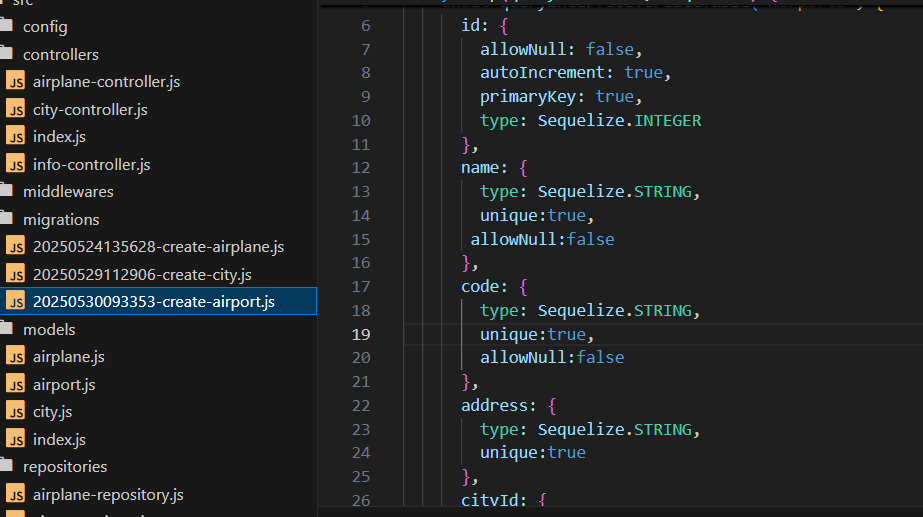 src
config
controllers
JS airplane-controller.js
JS city-controller.js
JS index.js
JS info-controller.js
middlewares
migrations
JS 20250524135628-create-airplane.js
JS 20250529112906-create-city.js
JS 20250530093353-create-airport.js
models
JS airplane.js
JS airport.js
JS city.js
JS index.js
repositories
JS airplane-repository.js
6 id: {
7 allowNull: false,
8 autoIncrement: true,
9 primaryKey: true,
10 type: Sequelize.INTEGER
11 },
12 name: {
13 type: Sequelize.STRING,
14 unique:true,
15 allowNull:false
16 },
17 code: {
18 type: Sequelize.STRING,
19 unique:true,
20 allowNull:false
21 },
22 address: {
23 type: Sequelize.STRING,
24 unique:true
25 },
26 cityId: {